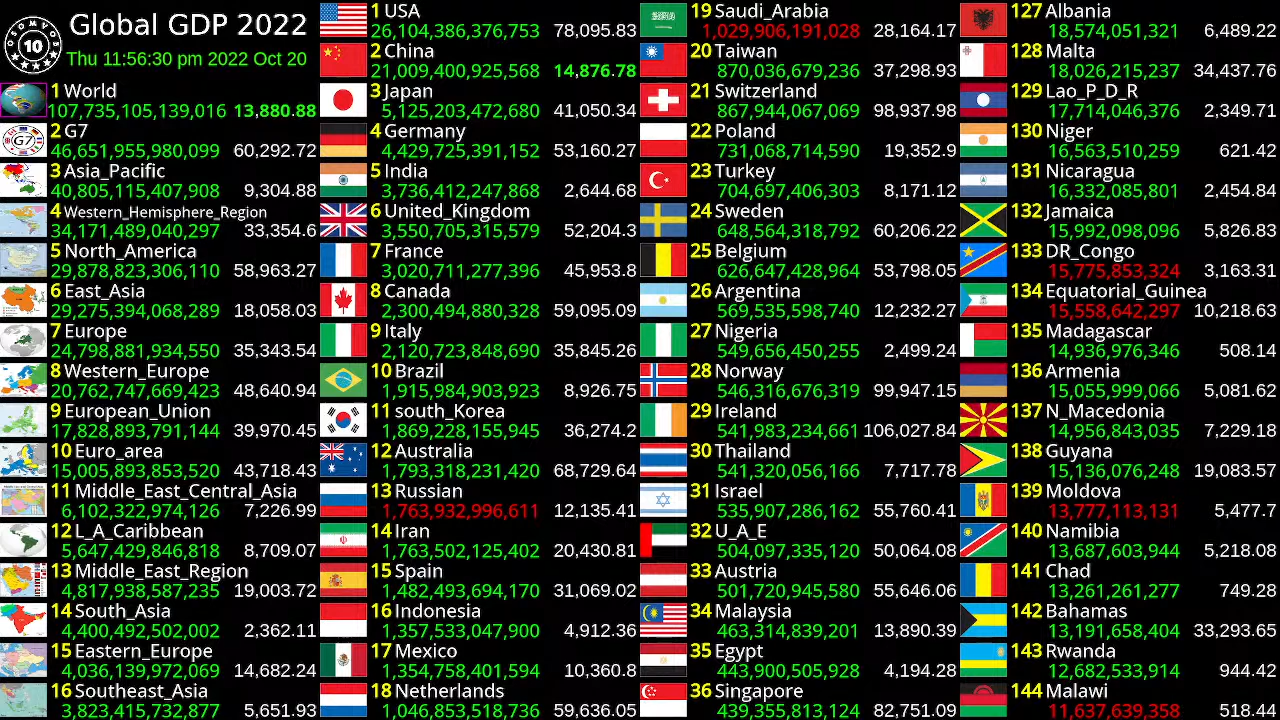 OSMVO
10
Global GDP 2022
Thu 11:56:30 pm 2022 Oct 20
1 World
107,735,105,139,016 13,880.88
2 G7
46,651,955,980,099 60,242.72
3 Asia_Pacific
40,805,115,407,908 9,303.88
4 Western_Hemisphere_Region
34,171,489,040,297 33,354.6
5 North_America
29,878,823,306,110 58,963.27
6 East_Asia
29,275,394,068,289 18,059.03
7 Europe
24,798,881,934,550 35,343.54
8 Western_Europe
20,762,747,669,423 48,640.94
9 European_Union
17,828,893,791,144 39,970.45
10 Euro_area
15,005,893,853,520 43,718.43
11 Middle_East_Central_Asia
6,102,327,974,126 7,222.99
12 L_A_Caribbean
5,647,429,846,818 8,709.07
13 Middle_East_Region
4,817,938,587,235 19,003.72
14 South_Asia
4,400,492,502,002 2,362.11
15 Eastern_Europe
4,036,139,972,069 14,682.44
16 Southeast_Asia
3,823,415,732,877
1 USA
26,104,386,376,753 78,095.83
2 China
21,009,400,925,568 14,876.78
3 Japan
5,125,203,472,680 41,050.34
4 Germany
4,429,725,391,152 53,160.27
5 India
3,736,412,247,868 2,644.68
6 United_Kingdom
3,550,705,315,579 52,204.3
7 France
3,020,711,277,396 45,953.8
8 Canada
2,300,494,880,328 59,095.09
9 Italy
2,120,723,848,690 35,845.26
10 Brazil
1,915,984,903,923 8,926.75
11 south_Korea
1,869,228,155,945 36,274.2
12 Australia
1,793,318,231,420 68,729.64
13 Russian
1,763,932,996,611 12,135.41
14 Iran
1,763,502,125,402 20,430.81
15 Spain
1,482,493,694,170 31,069.02
16 Indonesia
1,357,533,047,900 4,912.36
17 Mexico
1,354,758,401,594 10,360.8
18 Netherlands
1,046,853,518,736 59,636.05
19 Saudi_Arabia
1,029,906,191,028 28,164.17
20 Taiwan
870,036,679,236 37,298.93
21 Switzerland
867,944,067,069 98,937.98
22 Poland
731,068,714,590 19,352.9
23 Turkey
704,697,406,303 8,171.12
24 Sweden
648,564,318,792 60,206.22
25 Belgium
626,647,428,964 53,798.05
26 Argentina
569,535,598,740 12,232.27
27 Nigeria
549,656,450,255 2,499.24
28 Norway
546,316,676,319 99,947.15
29 Ireland
541,983,234,661 106,027.84
30 Thailand
541,320,056,166 7,717.78
31 Israel
535,907,286,162 55,760.41
32 U_A_E
504,097,335,120 50,064.08
33 Austria
501,720,945,580 55,646.06
34 Malaysia
463,314,839,201 13,820.39
35 Egypt
443,900,505,928 4,194.28
36 Singapore
439,355,813,124 82,751.09
127 Albania
18,574,051,321 6,489.22
128 Malta
18,026,215,237 34,437.76
129 Lao_P_D_R
17,714,046,376 2,349.71
130 Niger
16,563,510,259 621.42
131 Nicaragua
16,332,085,801 2,454.84
132 Jamaica
15,992,098,096 5,826.83
133 DR_Congo
15,775,853,324 3,163.31
134 Equatorial_Guinea
15,558,642,297 10,218.63
135 Madagascar
14,936,976,346 508.14
136 Armenia
15,055,999,066 5,081.62
137 N_Macedonia
14,956,843,035 7,229.18
138 Guyana
15,136,076,248 19,083.57
139 Moldova
13,777,113,131 5,477.7
140 Namibia
13,687,603,944 5,218.08
141 Chad
13,261,261,277 749.28
142 Bahamas
13,191,658,404 33,293.65
143 Rwanda
12,682,533,914 944.42
144 Malawi
11,637,639,358 518.44